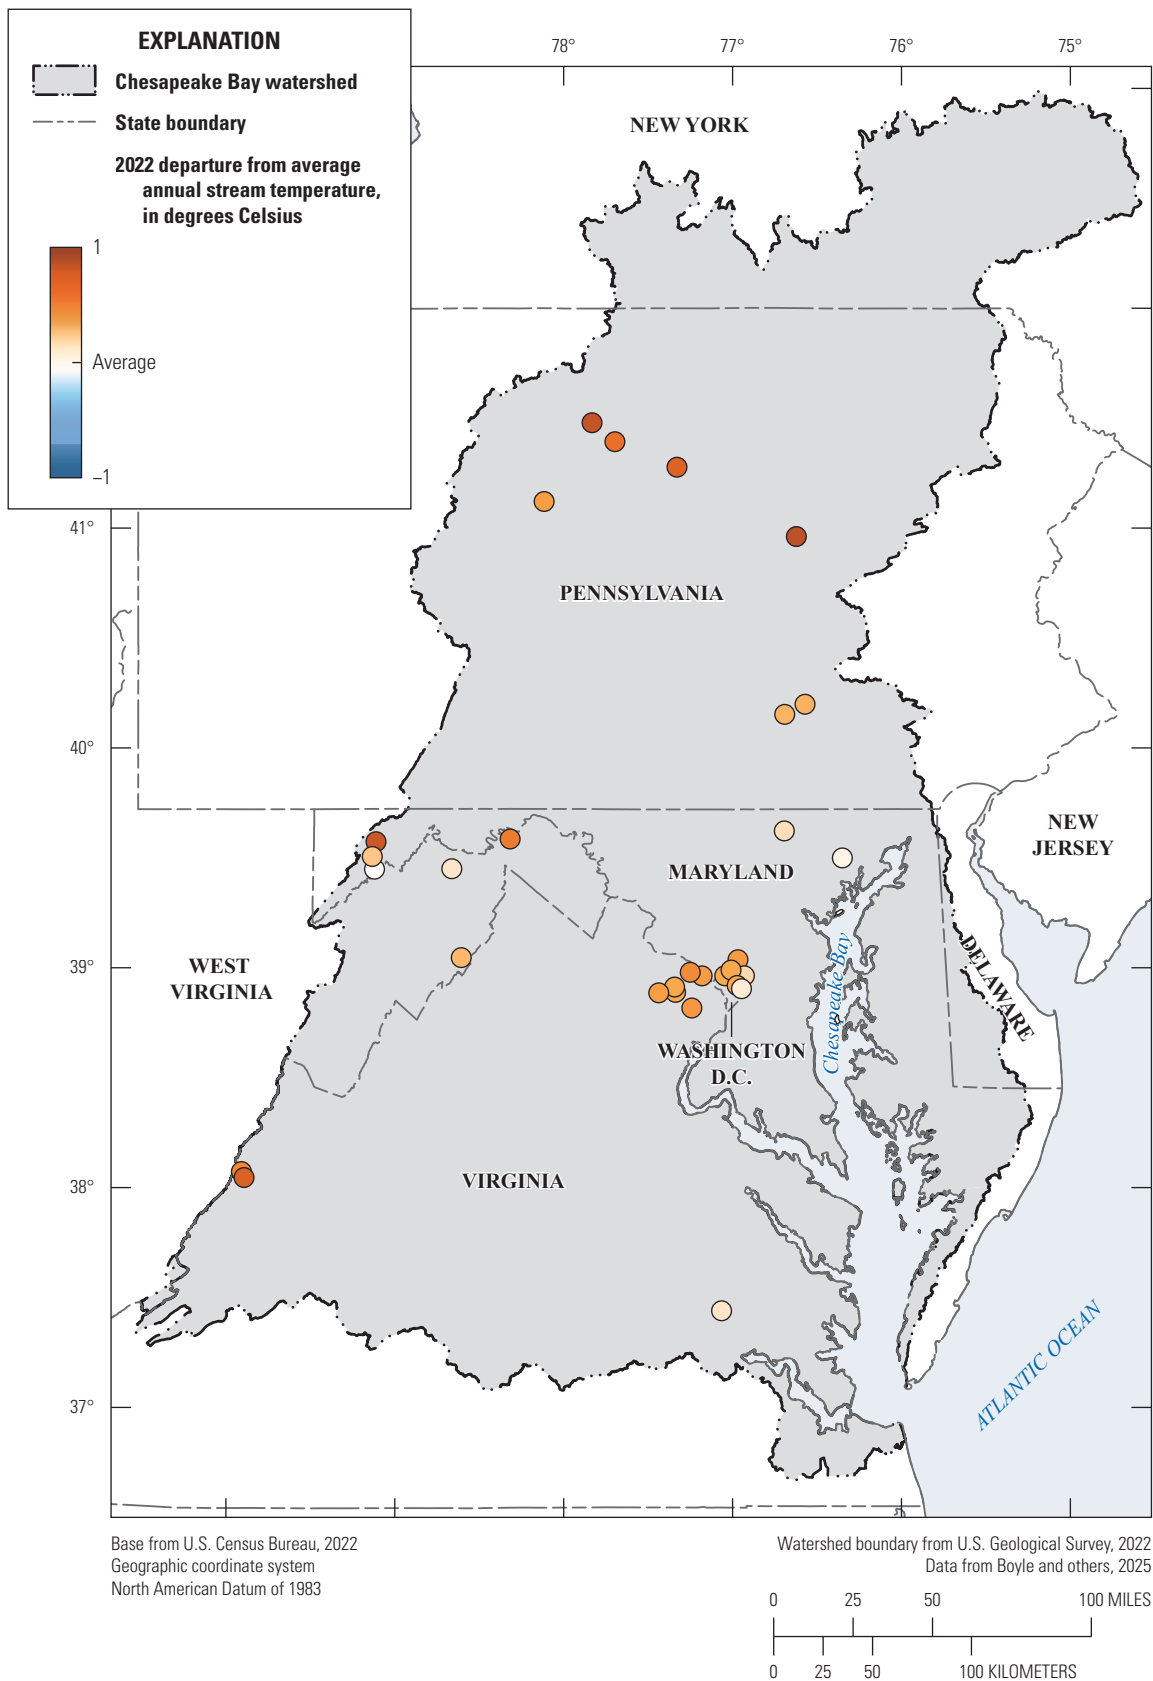 EXPLANATION
Chesapeake Bay watershed
State boundary
2022 departure from average
annual stream temperature,
in degrees Celsius
1
Average
−1
78°
77°
76°
75°
NEW YORK
41°
PENNSYLVANIA
40°
NEW
JERSEY
MARYLAND
39°
WEST
VIRGINIA
DELAWARE
Chesapeake Bay
WASHINGTON
D.C.
38°
VIRGINIA
37°
ATLANTIC OCEAN
Base from U.S. Census Bureau, 2022
Geographic coordinate system
North American Datum of 1983
Watershed boundary from U.S. Geological Survey, 2022
Data from Boyle and others, 2025
0 25 50 100 MILES
0 25 50 100 KILOMETERS